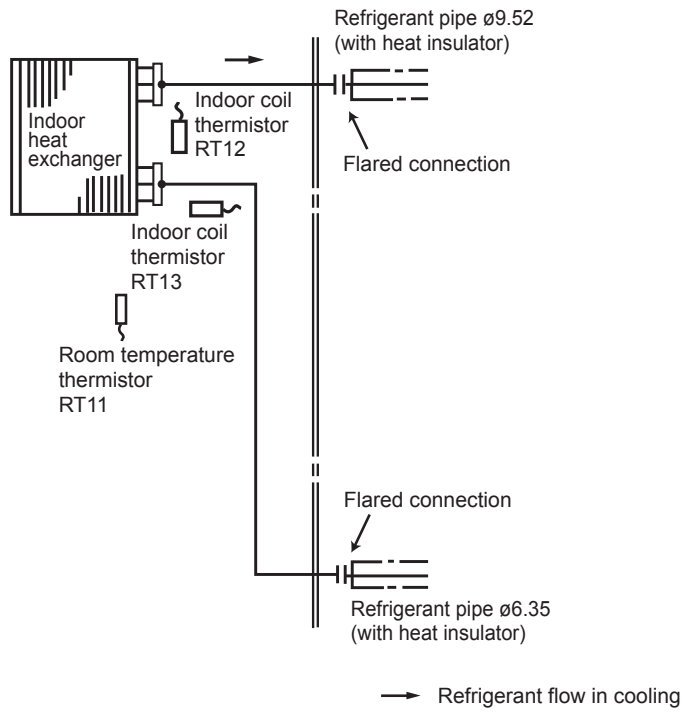 Refrigerant pipe ø9.52
(with heat insulator)
Indoor
heat
exchanger
Indoor coil
thermistor
RT12
Flared connection
Indoor coil
thermistor
RT13
Room temperature
thermistor
RT11
Flared connection
Refrigerant pipe ø6.35
(with heat insulator)
Refrigerant flow in cooling